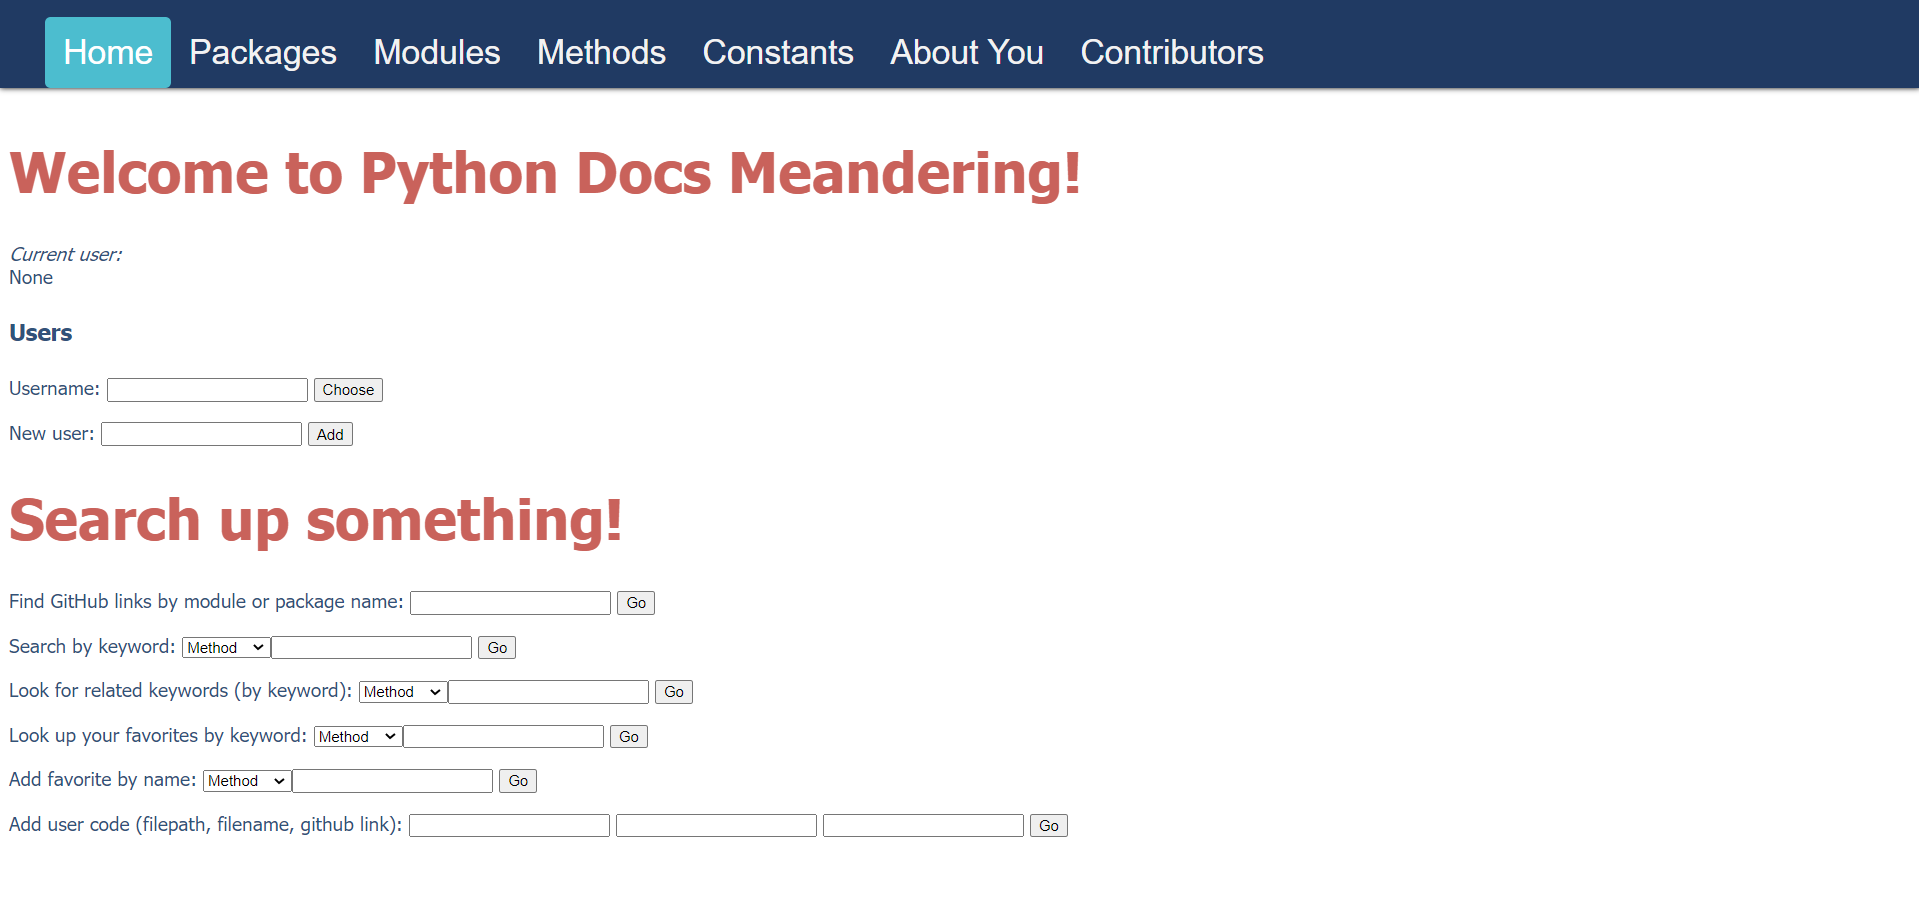 Home Packages Modules Methods Constants About You Contributors
Welcome to Python Docs Meandering!
Current user:
None
Users
Username: Choose
New user: Add
Search up something!
Find GitHub links by module or package name: Go
Search by keyword: Method Go
Look for related keywords (by keyword): Method Go
Look up your favorites by keyword: Method Go
Add favorite by name: Method Go
Add user code (filepath, filename, github link): Go